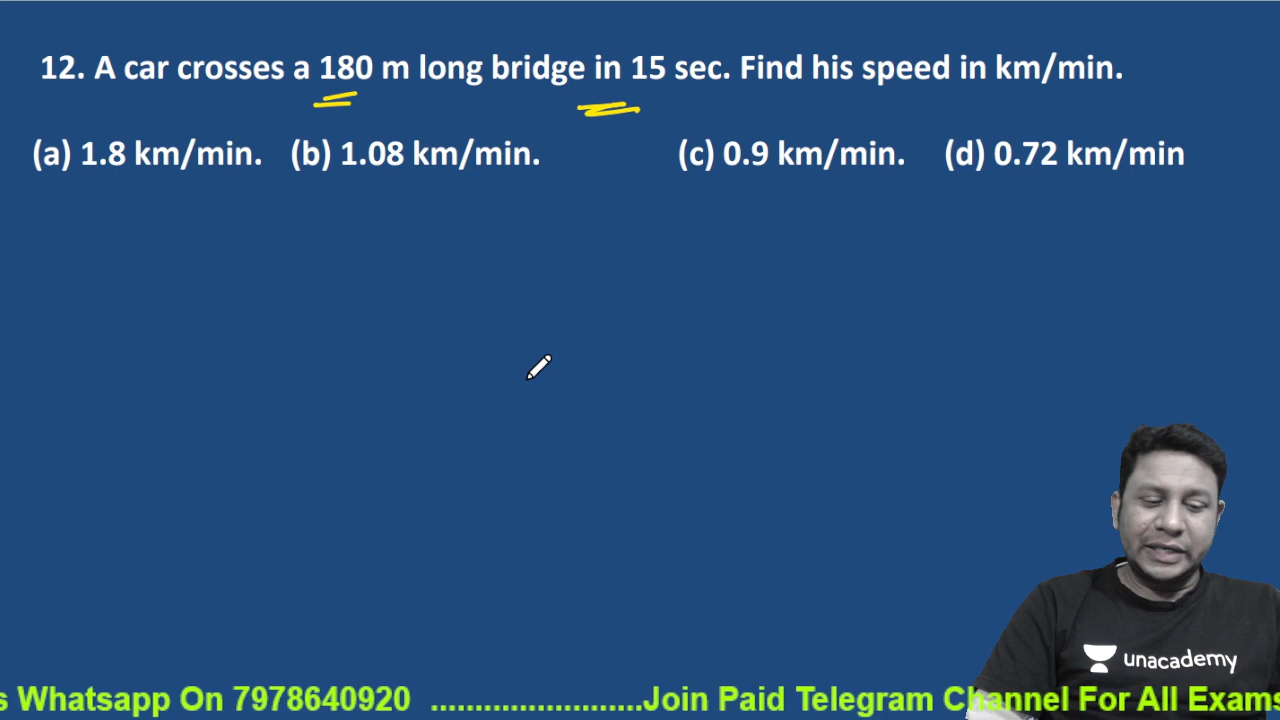 12. A car crosses a 180 m long bridge in 15 sec. Find his speed in km/min.
(a) 1.8 km/min. (b) 1.08 km/min. (c) 0.9 km/min. (d) 0.72 km/min
unacademy
s Whatsapp On 7978640920 ........................Join Paid Telegram Channel For All Exams